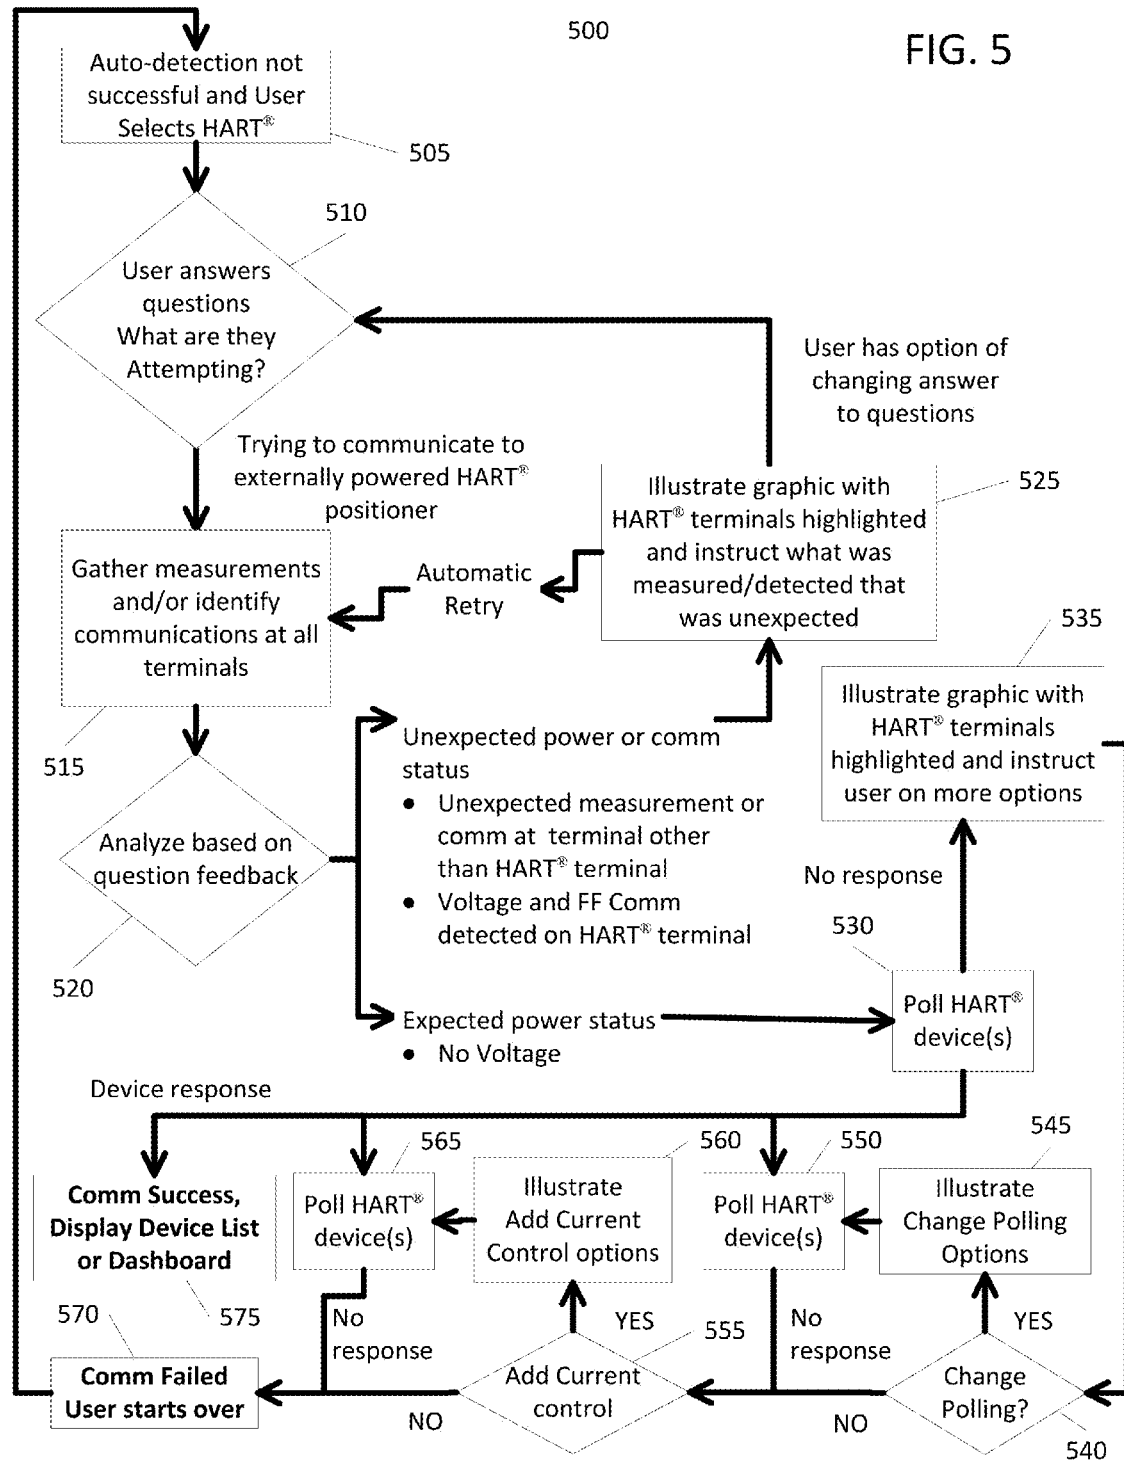 500
FIG. 5
Auto-detection not
successful and User
Selects HART®
505
510
User answers
questions
What are they
Attempting?
User has option of
changing answer
to questions
Trying to communicate to
externally powered HART®
positioner
Illustrate graphic with
HART® terminals highlighted
and instruct what was
measured/detected that
was unexpected
525
Gather measurements
and/or identify
communications at all
terminals
Automatic
Retry
515
535
Illustrate graphic with
HART® terminals
highlighted and instruct
user on more options
Unexpected power or comm
status
• Unexpected measurement or
comm at terminal other
than HART® terminal
• Voltage and FF Comm
detected on HART® terminal
Analyze based on
question feedback
520
No response
530
Poll HART®
device(s)
Expected power status
• No Voltage
Device response
565
560
550
545
Comm Success,
Display Device List
or Dashboard
Poll HART®
device(s)
Illustrate
Add Current
Control options
Poll HART®
device(s)
Illustrate
Change Polling
Options
570
575
No
response
YES
555
No
response
YES
Comm Failed
User starts over
NO
Add Current
control
NO
Change
Polling?
540